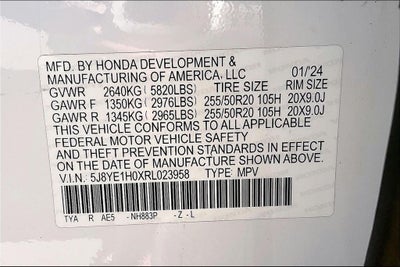 MFD. BY HONDA DEVELOPMENT &
MANUFACTURING OF AMERICA, LLC 01/'24
GVWR 2640KG (5820LBS) TIRE SIZE RIM SIZE
GAWR F 1350KG (2976LBS) 255/50R20 105H 20X9.0J
GAWR R 1345KG (2965LBS) 255/50R20 105H 20X9.0J
THIS VEHICLE CONFORMS TO ALL APPLICABLE
FEDERAL MOTOR VEHICLE SAFETY
AND THEFT PREVENTION STANDARDS IN EFFECT
ON THE DATE OF MANUFACTURE SHOWN ABOVE.
V.I.N. 5J8YE1H0XRL023958 TYPE: MPV
TYA R AE5 -NH883P -Z-L